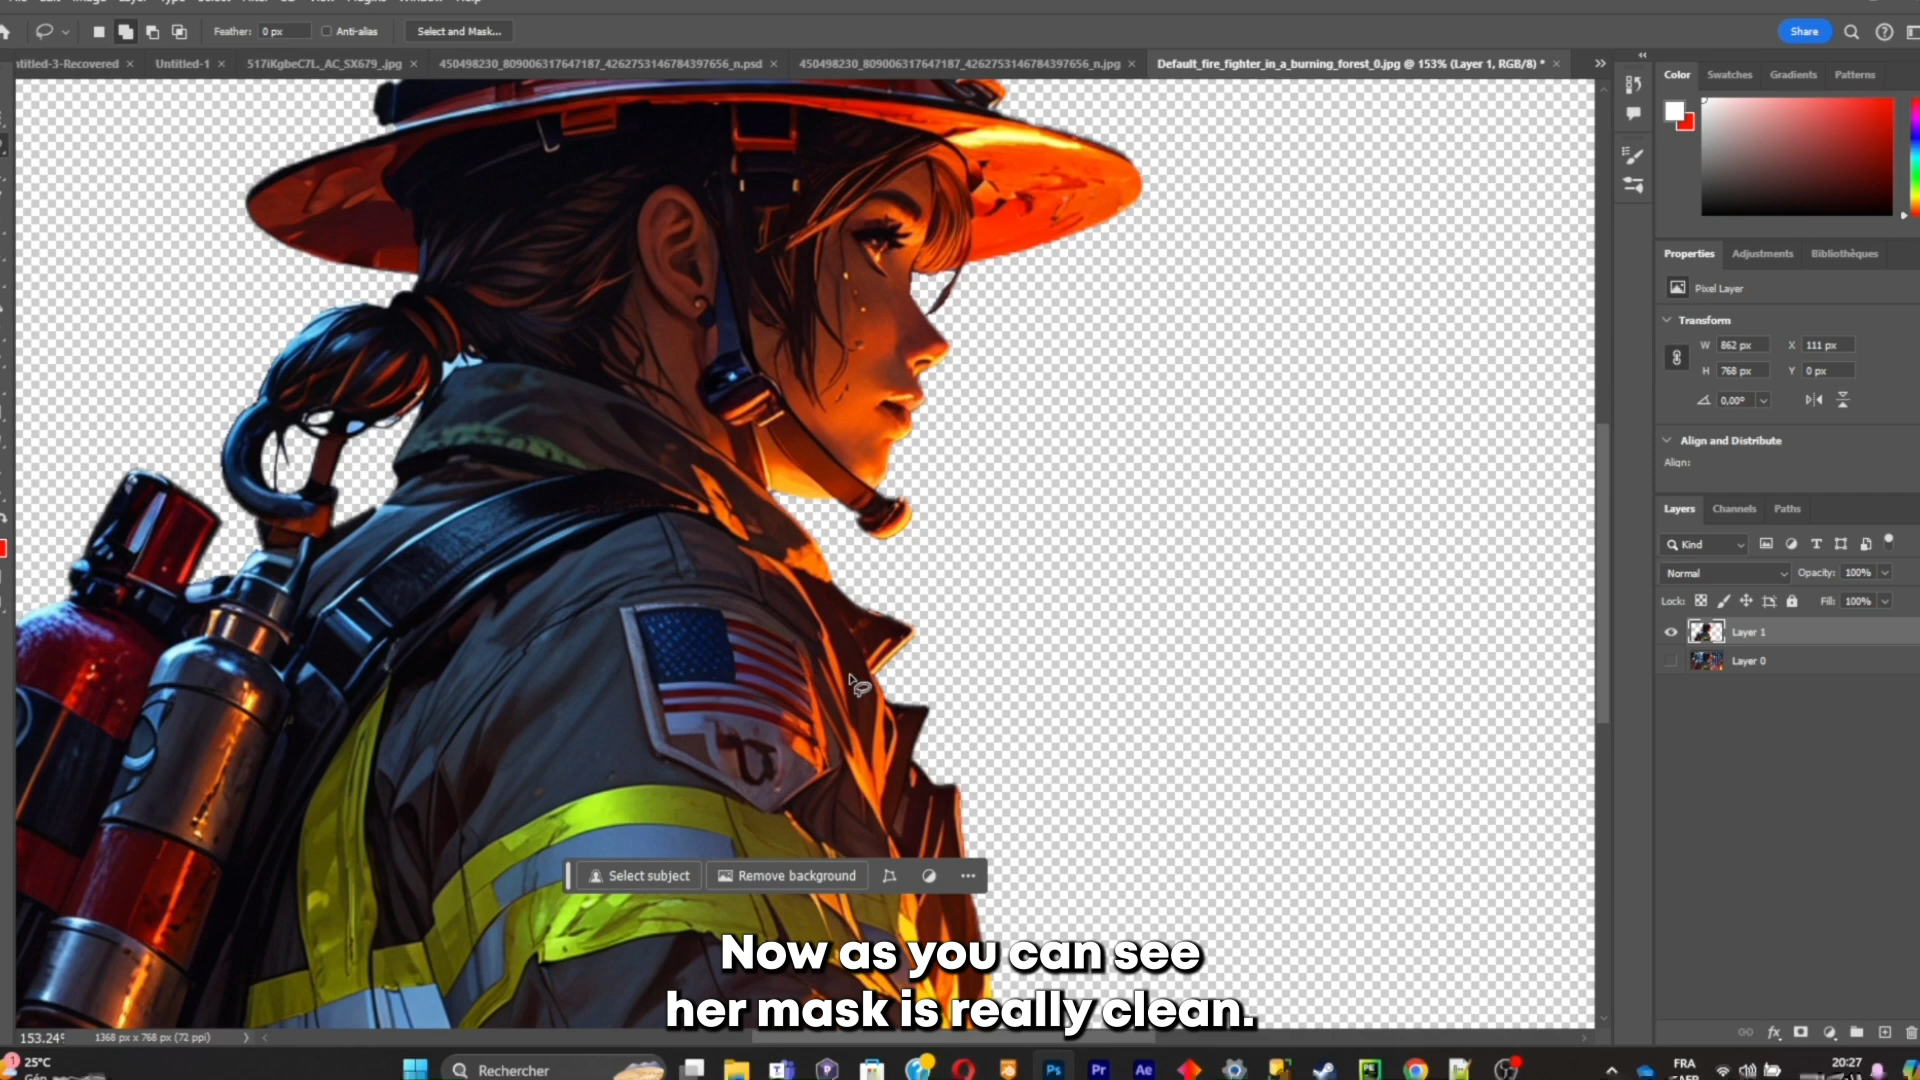 Feather: 0 px Anti-alias Select and Mask... Share
ntitled-3-Recovered × Untitled-1 × 517iKgbeC7L._AC_SX679_.jpg × 450498230_809006317647187_4262753146784397656_n.psd × 450498230_809006317647187_4262753146784397656_n.jpg × Default_fire_fighter_in_a_burning_forest_0.jpg @ 153% (Layer 1, RGB/8) * ×
Color Swatches Gradients Patterns
Properties Adjustments Bibliothèques
Pixel Layer
Transform
W 862 px X 111 px
H 768 px Y 0 px
0,00°
Align and Distribute
Align:
Layers Channels Paths
Kind
Normal Opacity: 100%
Lock: Fill: 100%
Layer 1
Layer 0
Select subject Remove background
Now as you can see
her mask is really clean.
153.24% 1368 px x 768 px (72 ppi)
25°C
Rechercher
FRA
20:27